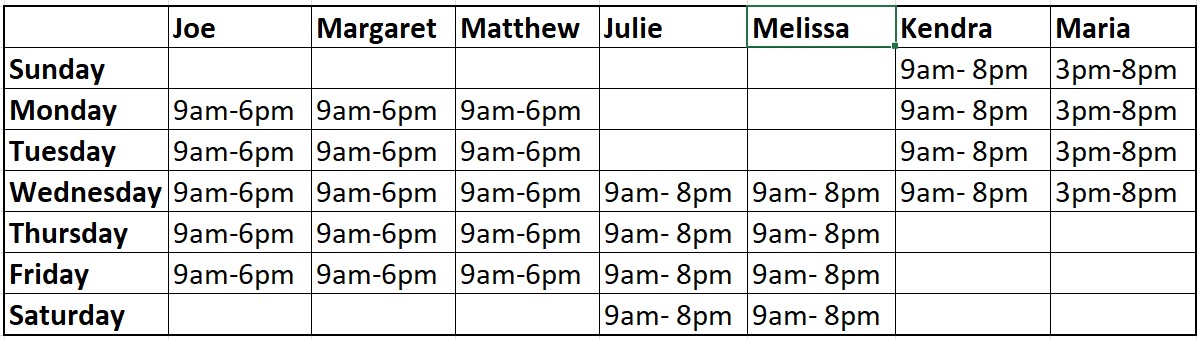 Joe Margaret Matthew Julie Melissa Kendra Maria
Sunday 9am- 8pm 3pm-8pm
Monday 9am-6pm 9am-6pm 9am-6pm 9am- 8pm 3pm-8pm
Tuesday 9am-6pm 9am-6pm 9am-6pm 9am- 8pm 3pm-8pm
Wednesday 9am-6pm 9am-6pm 9am-6pm 9am- 8pm 9am- 8pm 9am- 8pm 3pm-8pm
Thursday 9am-6pm 9am-6pm 9am-6pm 9am- 8pm 9am- 8pm
Friday 9am-6pm 9am-6pm 9am-6pm 9am- 8pm 9am- 8pm
Saturday 9am- 8pm 9am- 8pm